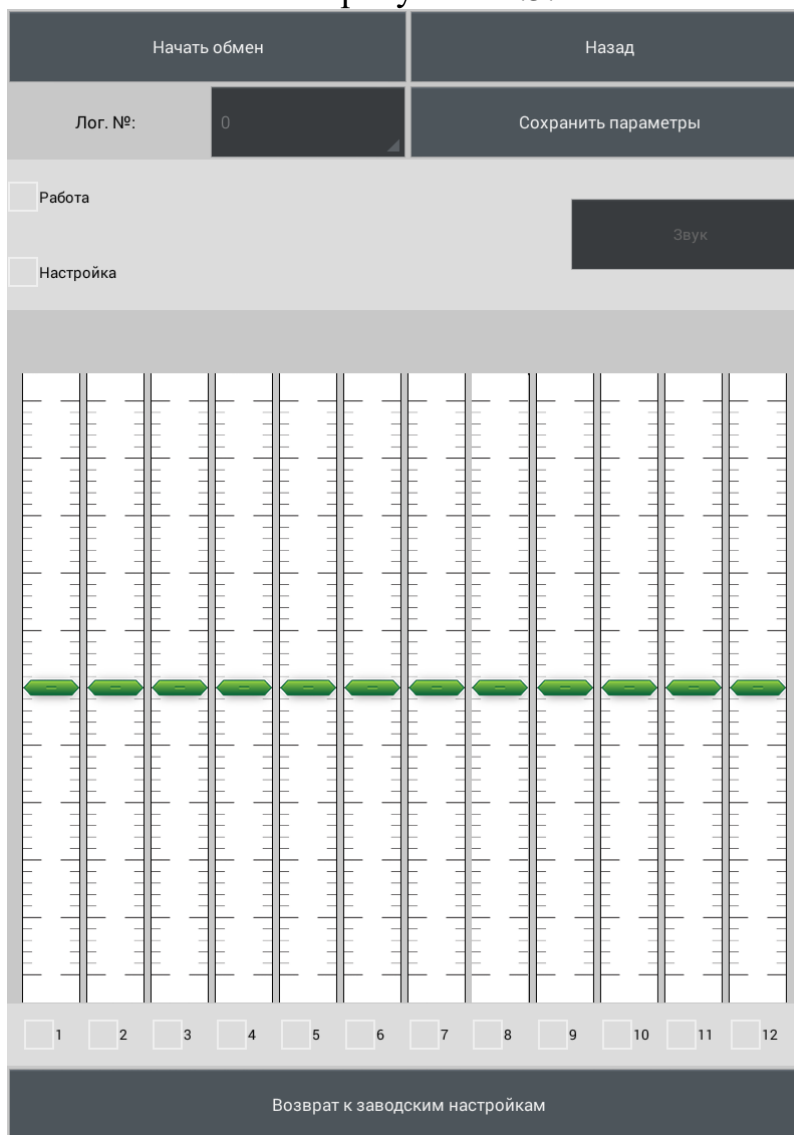 Начать обмен
Назад
Лог. №:
0
Сохранить параметры
Работа
Звук
Настройка
1 2 3 4 5 6 7 8 9 10 11 12
Возврат к заводским настройкам